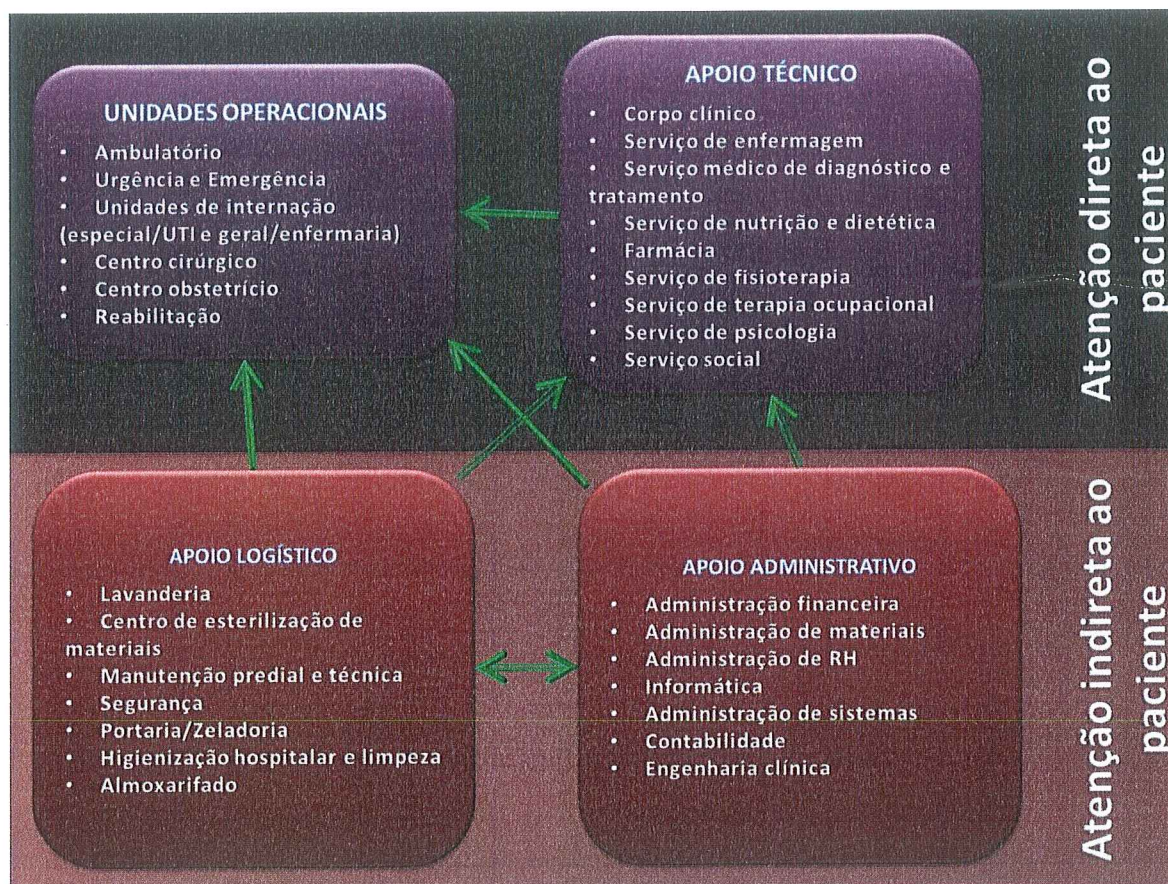 UNIDADES OPERACIONAIS
• Ambulatório
• Urgência e Emergência
• Unidades de internação
(especial/UTI e geral/enfermaria)
• Centro cirúrgico
• Centro obstetrício
• Reabilitação
APOIO TÉCNICO
• Corpo clínico
• Serviço de enfermagem
• Serviço médico de diagnóstico e
tratamento
• Serviço de nutrição e dietética
• Farmácia
• Serviço de fisioterapia
• Serviço de terapia ocupacional
• Serviço de psicologia
• Serviço social
Atenção direta ao
paciente
APOIO LOGÍSTICO
• Lavanderia
• Centro de esterilização de
materiais
• Manutenção predial e técnica
• Segurança
• Portaria/Zeladoria
• Higienização hospitalar e limpeza
• Almoxarifado
APOIO ADMINISTRATIVO
• Administração financeira
• Administração de materiais
• Administração de RH
• Informática
• Administração de sistemas
• Contabilidade
• Engenharia clínica
Atenção indireta ao
paciente